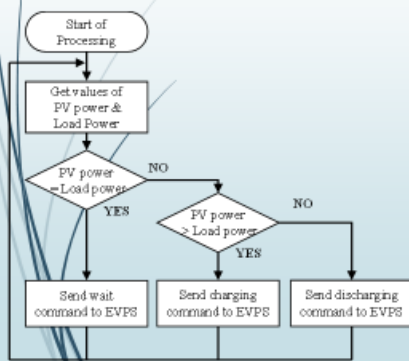 Start of
Processing
Get values of
PV power &
Load Power
PV power
=Load power
NO
YES
PV power
> Load power
NO
YES
Send wait
command to EVPS
Send charging
command to EVPS
Send discharging
command to EVPS